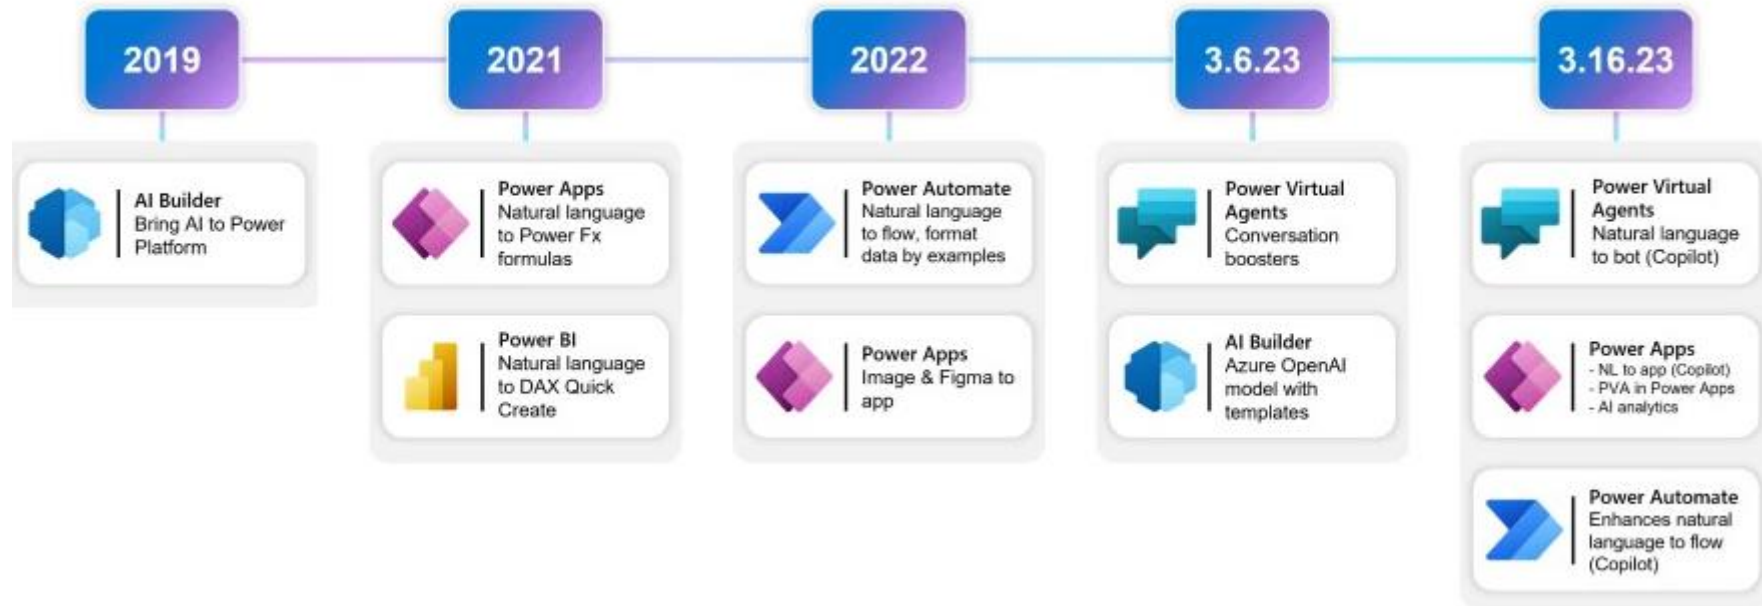 2019
2021
2022
3.6.23
3.16.23
AI Builder
Bring AI to Power
Platform
Power Apps
Natural language
to Power Fx
formulas
Power BI
Natural language
to DAX Quick
Create
Power Automate
Natural language
to flow, format
data by examples
Power Apps
Image & Figma to
app
Power Virtual
Agents
Conversation
boosters
AI Builder
Azure OpenAI
model with
templates
Power Virtual
Agents
Natural language
to bot (Copilot)
Power Apps
- NL to app (Copilot)
- PVA in Power Apps
- AI analytics
Power Automate
Enhances natural
language to flow
(Copilot)